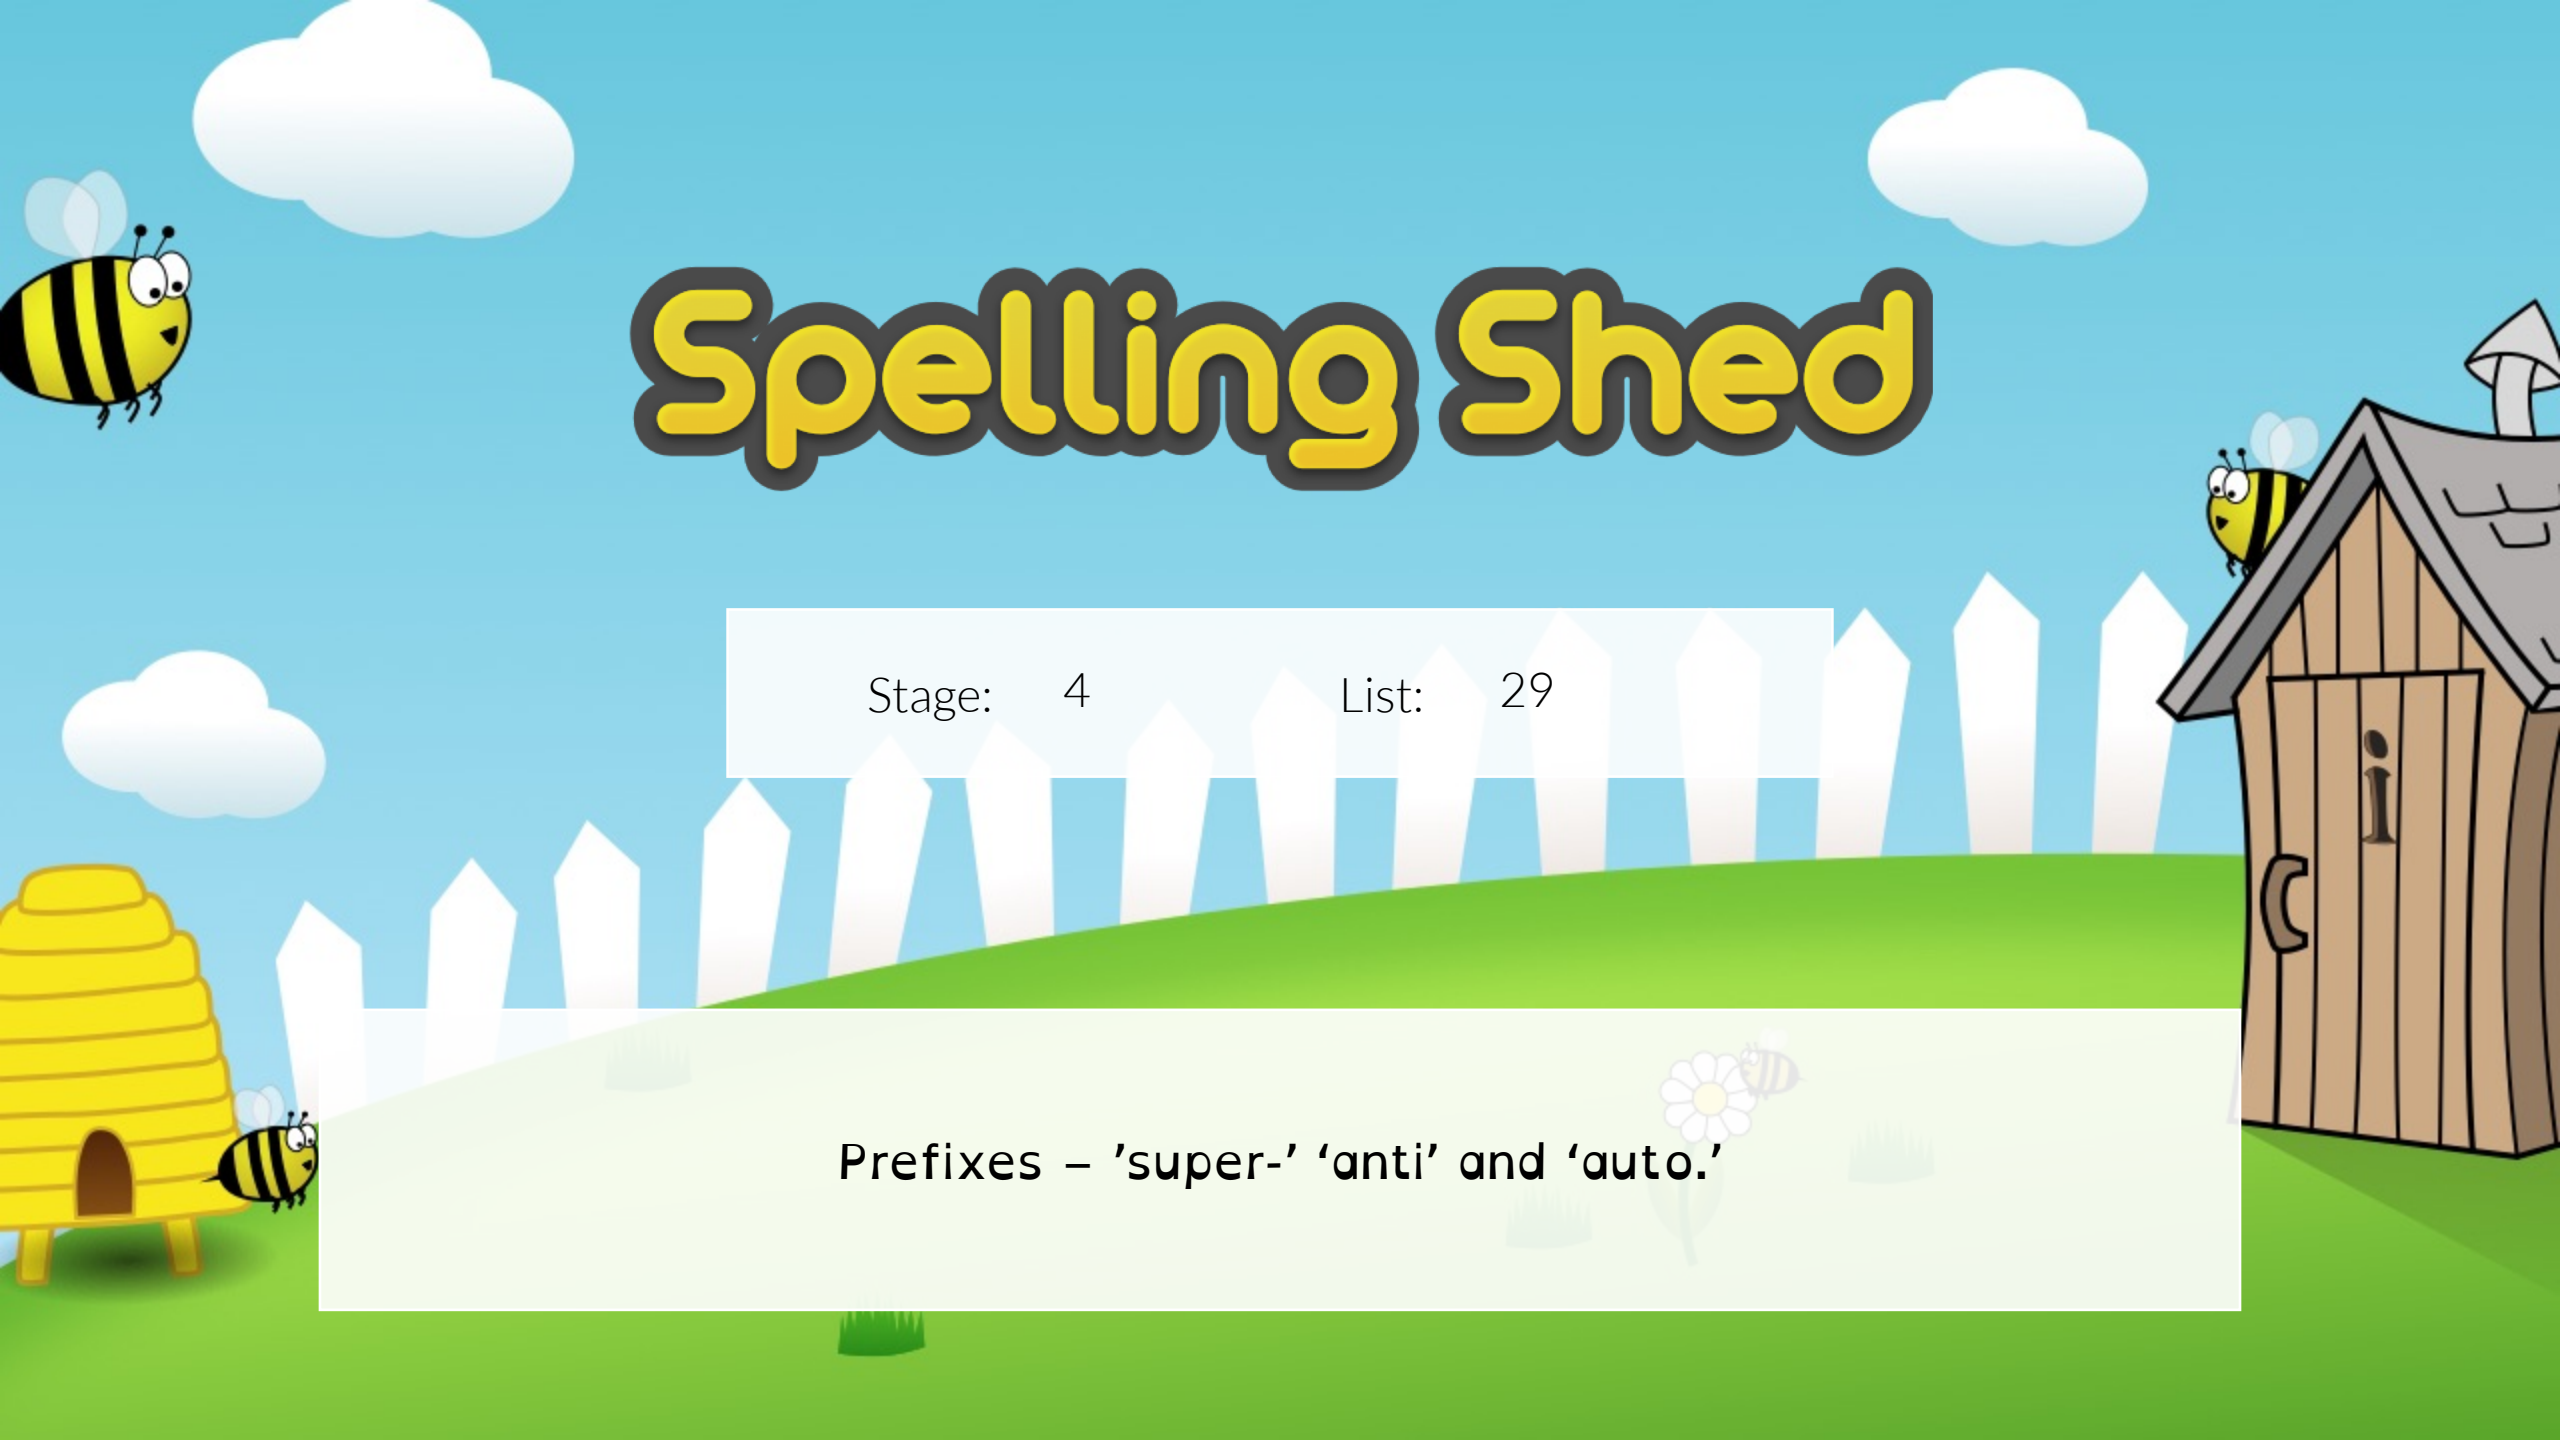 Spelling Shed
Stage: 4 List: 29
i
Prefixes – ’super-’ ‘anti’ and ‘auto.’